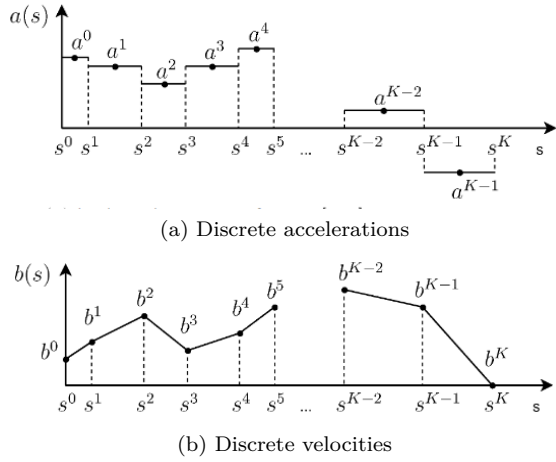 a(s)
a^0 a^1 a^2 a^3 a^4 a^{K-2} a^{K-1}
s^0 s^1 s^2 s^3 s^4 s^5 ... s^{K-2} s^{K-1} s^K s
(a) Discrete accelerations
b(s)
b^0 b^1 b^2 b^3 b^4 b^5 b^{K-2} b^{K-1} b^K
s^0 s^1 s^2 s^3 s^4 s^5 ... s^{K-2} s^{K-1} s^K s
(b) Discrete velocities